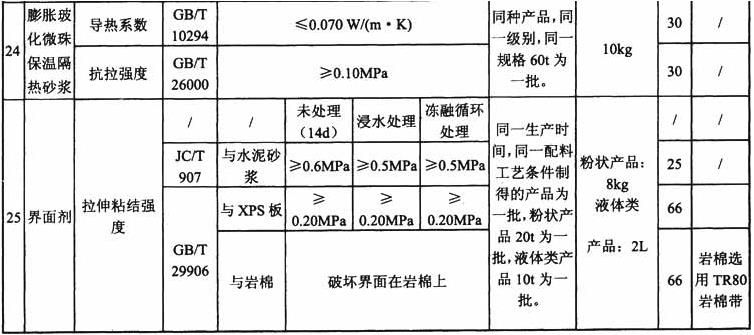 24
膨胀玻
化微珠
保温隔
热砂浆
导热系数
GB/T
10294
≤0.070 W/(m·K)
同种产品,同
一级别,同一
规格 60t 为
一批。
10kg
30
/
抗拉强度
GB/T
26000
≥0.10MPa
30
/
25
界面剂
拉伸粘结强
度
/
/
未处理
(14d)
浸水处理
冻融循环
处理
同一生产时
间,同一配料
工艺条件制
得的产品为
一批,粉状产
品 20t 为一
批,液体类产
品 10t 为一
批。
粉状产品:
8kg
液体类
产品:2L
/
/
JC/T
907
与水泥砂
浆
≥0.6MPa
≥0.5MPa
≥0.5MPa
25
/
GB/T
29906
与 XPS 板
≥
0.20MPa
≥
0.20MPa
≥
0.20MPa
66
与岩棉
破坏界面在岩棉上
66
岩棉选
用 TR80
岩棉带